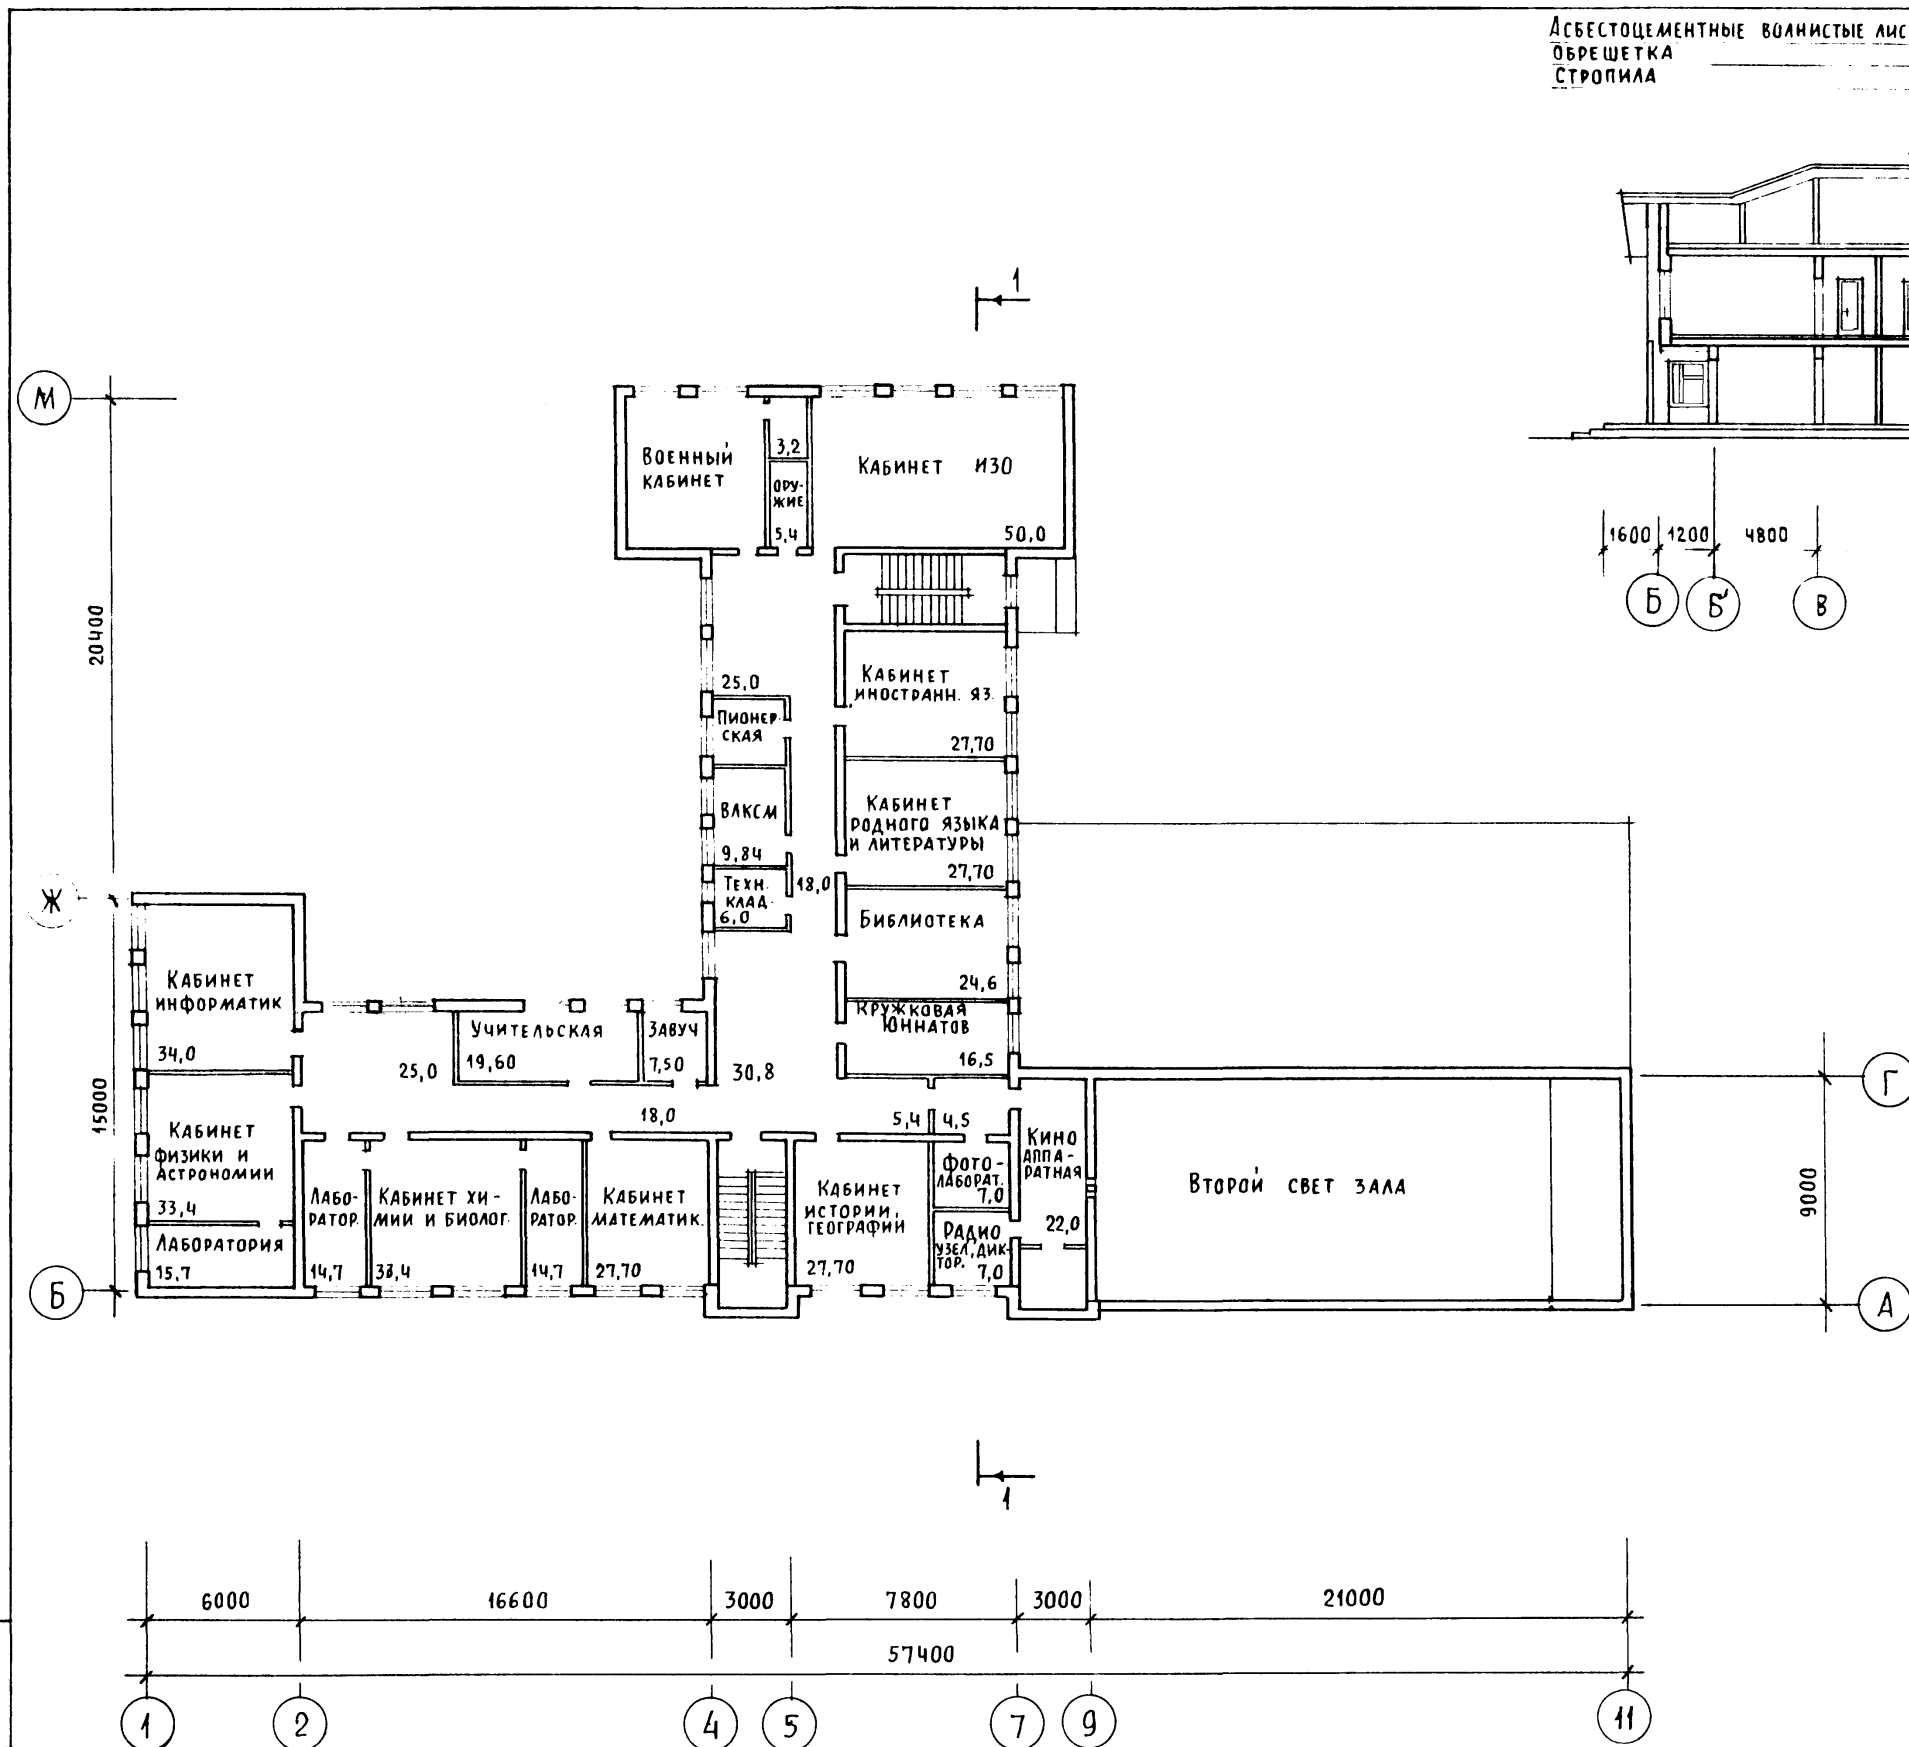 АСБЕСТОЦЕМЕНТНЫЕ ВОЛНИСТЫЕ ЛИС
ОБРЕШЕТКА
СТРОПИЛА
1600 1200 4800
Б Б' В
1
М
20400
Ж
15000
Б
ВОЕННЫЙ
КАБИНЕТ
3,2
ОРУ-
ЖИЕ
5,4
КАБИНЕТ ИЗО
50,0
25,0
ПИОНЕР-
СКАЯ
ВЛКСМ
9,84
ТЕХН.
КЛАД.
6,0
18,0
КАБИНЕТ
ИНОСТРАНН. ЯЗ.
27,70
КАБИНЕТ
РОДНОГО ЯЗЫКА
И ЛИТЕРАТУРЫ
27,70
БИБЛИОТЕКА
24,6
КРУЖКОВАЯ
ЮННАТОВ
16,5
КАБИНЕТ
ИНФОРМАТИК
34,0
25,0
УЧИТЕЛЬСКАЯ
19,60
ЗАВУЧ
7,50
30,8
18,0
5,4
4,5
КАБИНЕТ
ФИЗИКИ И
АСТРОНОМИИ
33,4
ЛАБОРАТОРИЯ
15,7
ЛАБО-
РАТОР.
14,7
КАБИНЕТ ХИ-
МИИ И БИОЛОГ.
33,4
ЛАБО-
РАТОР.
14,7
КАБИНЕТ
МАТЕМАТИК.
27,70
КАБИНЕТ
ИСТОРИИ,
ГЕОГРАФИИ
27,70
ФОТО-
ЛАБОРАТ.
7,0
РАДИО
УЗЕЛ, ДИК-
ТОР.
7,0
КИНО
АППА-
РАТНАЯ
22,0
ВТОРОЙ СВЕТ ЗАЛА
Г
9000
А
1
6000 16600 3000 7800 3000 21000
57400
1 2 4 5 7 9 11